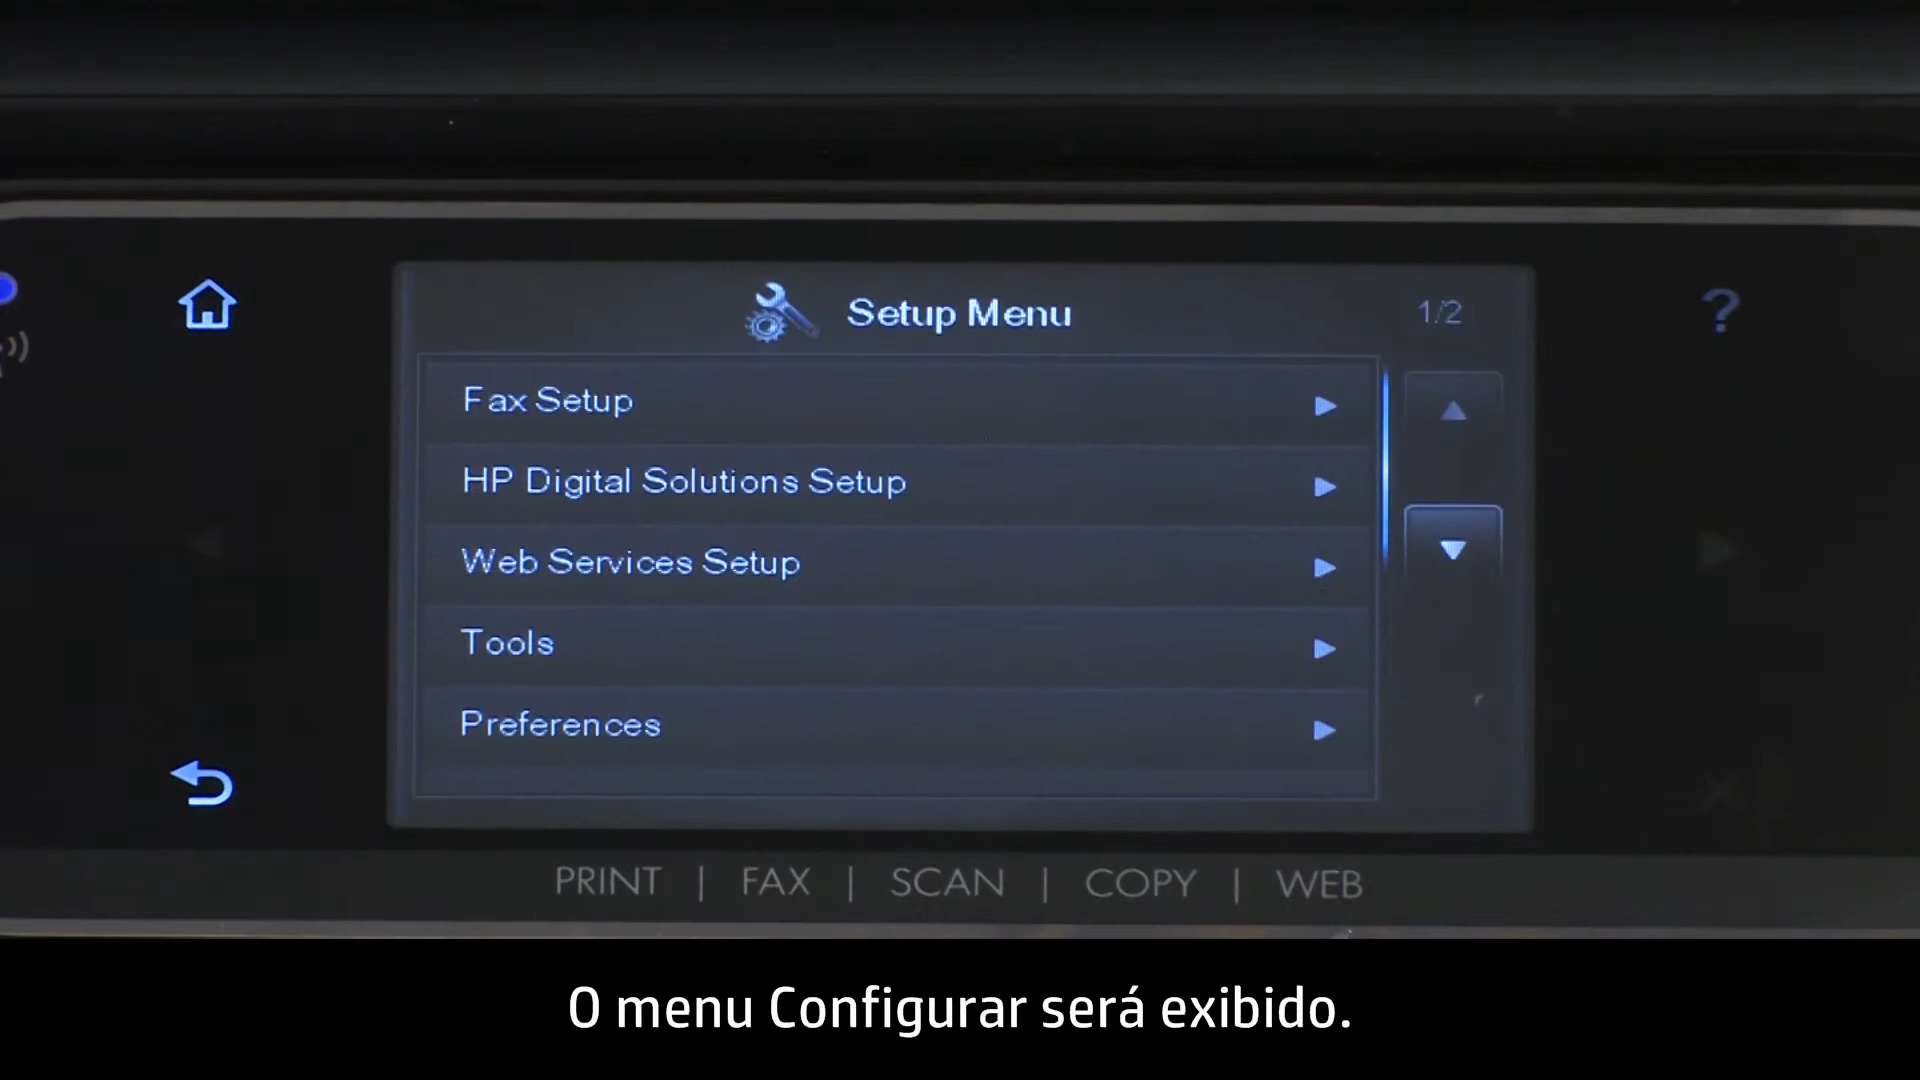 Setup Menu 1/2
?
Fax Setup
HP Digital Solutions Setup
Web Services Setup
Tools
Preferences
PRINT | FAX | SCAN | COPY | WEB
O menu Configurar será exibido.